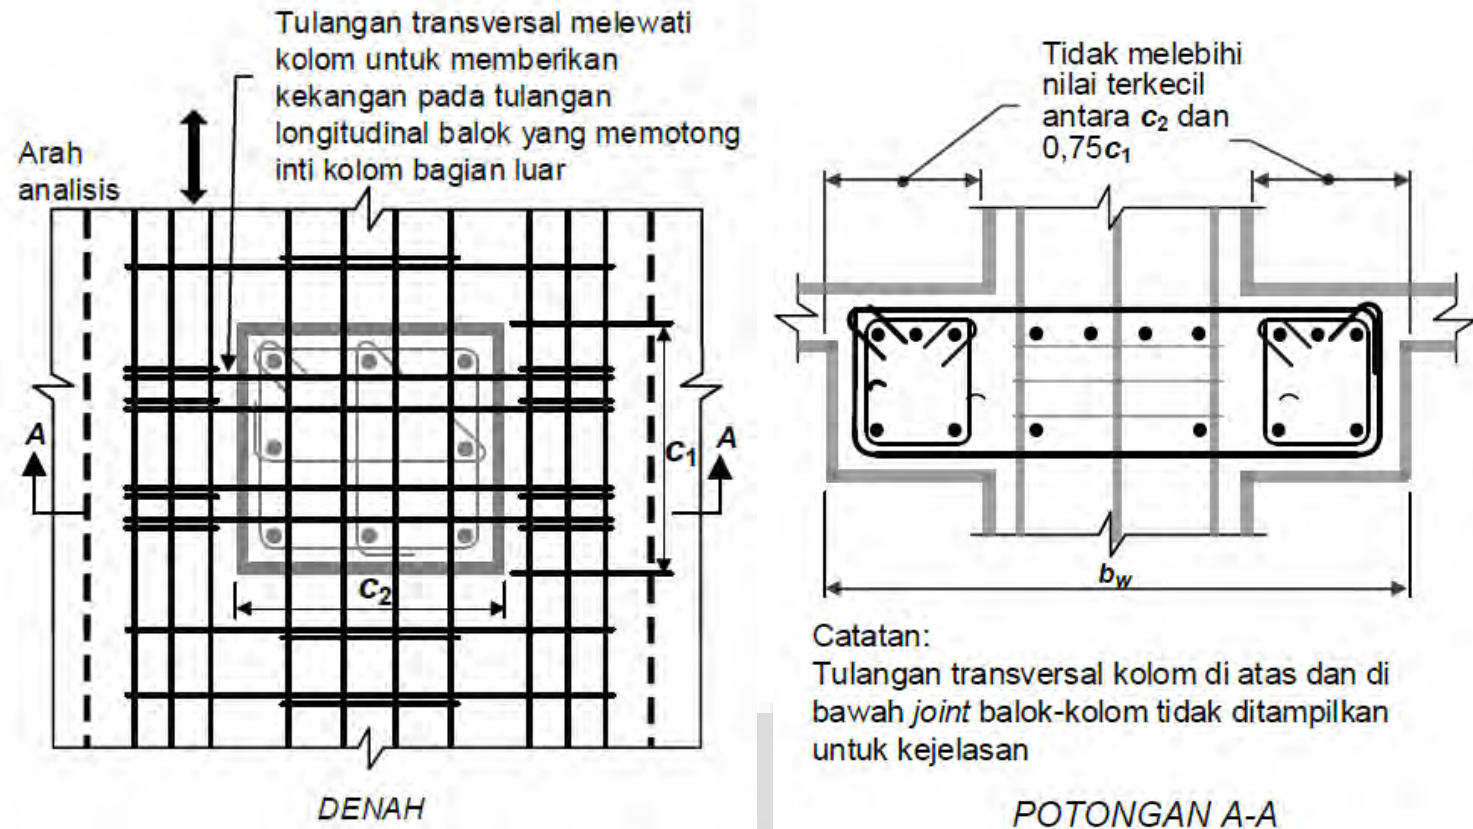 Tulangan transversal melewati
kolom untuk memberikan
kekangan pada tulangan
longitudinal balok yang memotong
inti kolom bagian luar
Arah
analisis
A
A
c1
c2
DENAH
Tidak melebihi
nilai terkecil
antara c2 dan
0,75c1
bw
Catatan:
Tulangan transversal kolom di atas dan di
bawah joint balok-kolom tidak ditampilkan
untuk kejelasan
POTONGAN A-A